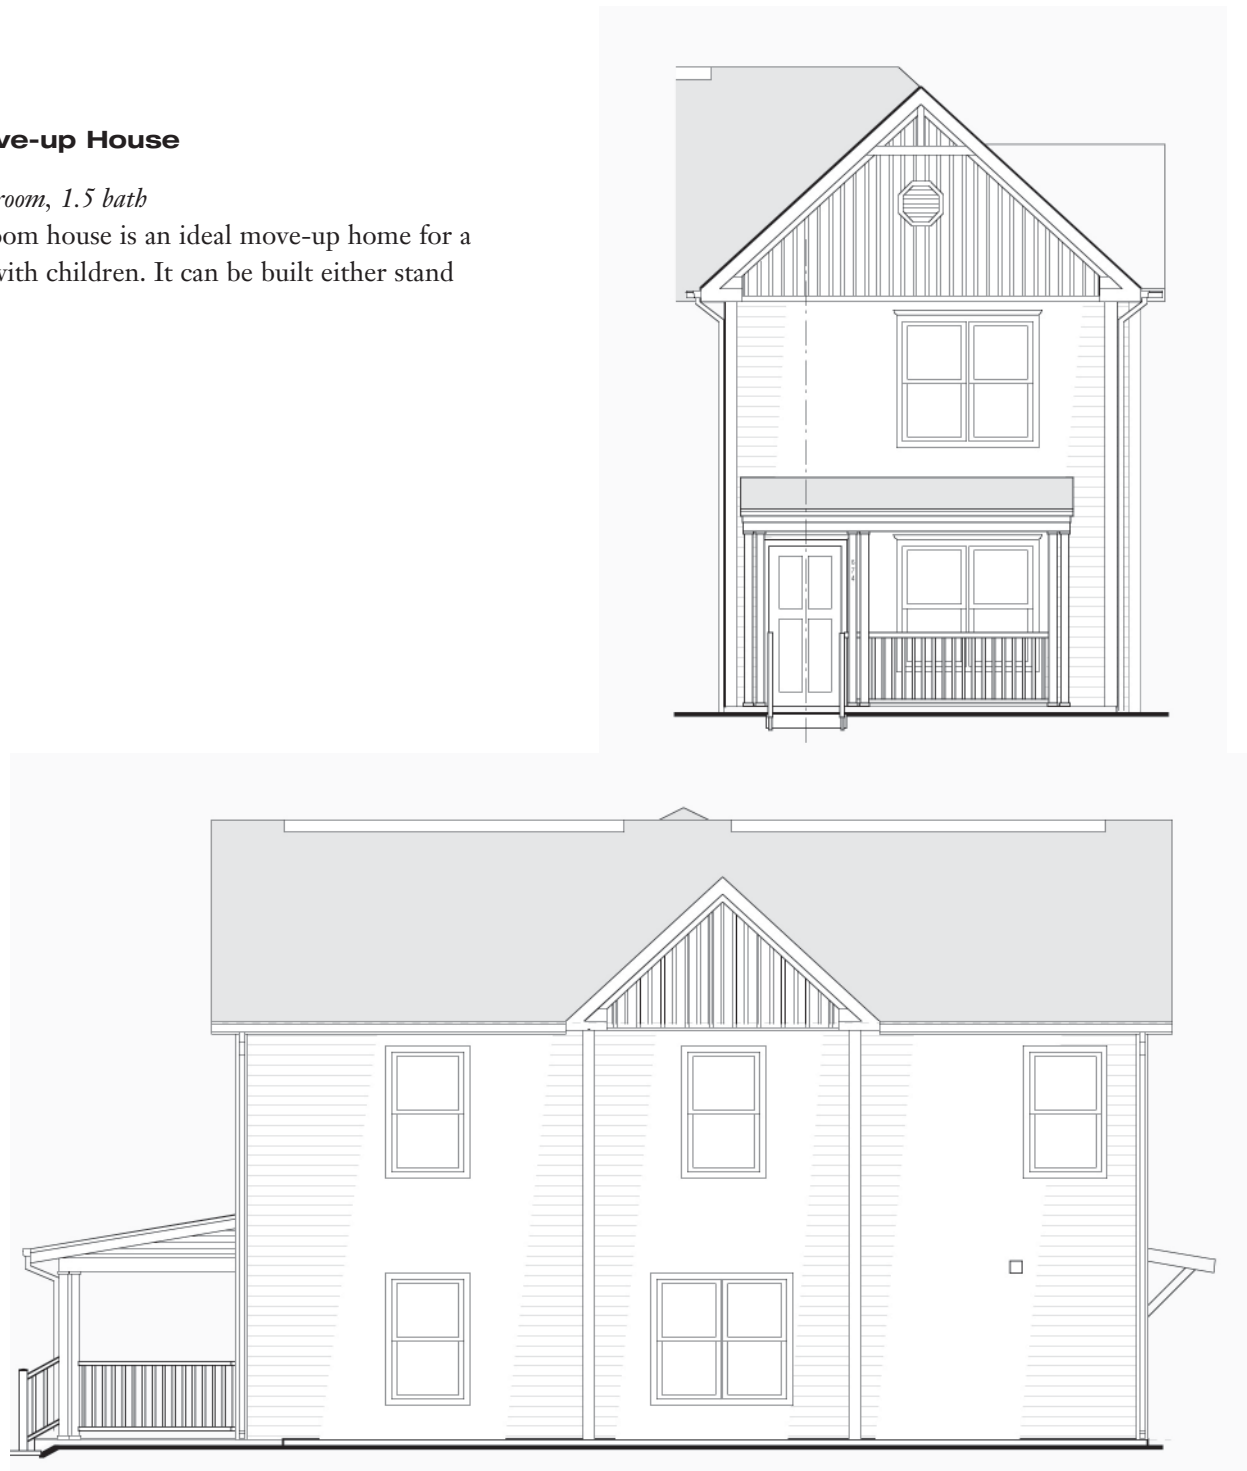 ve-up House
room, 1.5 bath
oom house is an ideal move-up home for a
with children. It can be built either stand